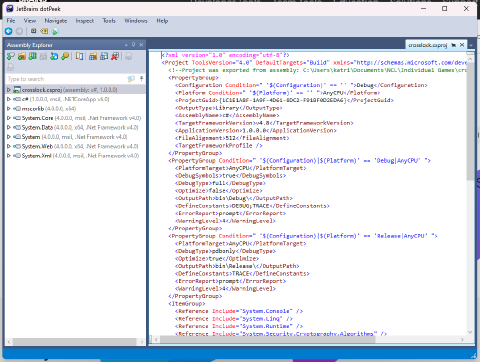 JetBrains dotPeek
File View Navigate Inspect Tools Windows Help
Assembly Explorer
Type to search
crosslock.csproj (assembly: c#, 1.0.0.0)
c# (1.0.0.0, msil, .NETCoreApp v4.0)
mscorlib (4.0.0.0, x64)
System.Core (4.0.0.0, msil, .Net Framework v4.0)
System.Data (4.0.0.0, x64, .Net Framework v4.0)
System (4.0.0.0, msil, .Net Framework v4.0)
System.Web (4.0.0.0, x64, .Net Framework v4.0)
System.Xml (4.0.0.0, msil, .Net Framework v4.0)
crosslock.csproj
<?xml version="1.0" encoding="utf-8"?>
<Project ToolsVersion="4.0" DefaultTargets="Build" xmlns="http://schemas.microsoft.com/deve
<!--Project was exported from assembly: C:\Users\katri\Documents\NCL\Individual Games\cros
<PropertyGroup>
<Configuration Condition=" '$(Configuration)' == '' ">Debug</Configuration>
<Platform Condition=" '$(Platform)' == '' ">AnyCPU</Platform>
<OutputType>Library</OutputType>
<AssemblyName>c#</AssemblyName>
<TargetFrameworkVersion>v4.0</TargetFrameworkVersion>
<ApplicationVersion>1.0.0.0</ApplicationVersion>
<FileAlignment>512</FileAlignment>
<TargetFrameworkProfile />
</PropertyGroup>
<PropertyGroup Condition=" '$(Configuration)|$(Platform)' == 'Debug|AnyCPU' ">
<PlatformTarget>AnyCPU</PlatformTarget>
<DebugSymbols>true</DebugSymbols>
<DebugType>full</DebugType>
<Optimize>false</Optimize>
<OutputPath>bin\Debug\</OutputPath>
<DefineConstants>DEBUG;TRACE</DefineConstants>
<ErrorReport>prompt</ErrorReport>
<WarningLevel>4</WarningLevel>
</PropertyGroup>
<PropertyGroup Condition=" '$(Configuration)|$(Platform)' == 'Release|AnyCPU' ">
<PlatformTarget>AnyCPU</PlatformTarget>
<DebugType>pdbonly</DebugType>
<Optimize>true</Optimize>
<OutputPath>bin\Release\</OutputPath>
<DefineConstants>TRACE</DefineConstants>
<ErrorReport>prompt</ErrorReport>
<WarningLevel>4</WarningLevel>
</PropertyGroup>
<ItemGroup>
<Reference Include="System.Console" />
<Reference Include="System.Linq" />
<Reference Include="System.Runtime" />
<Reference Include="System.Security.Cryptography.Algorithms" />